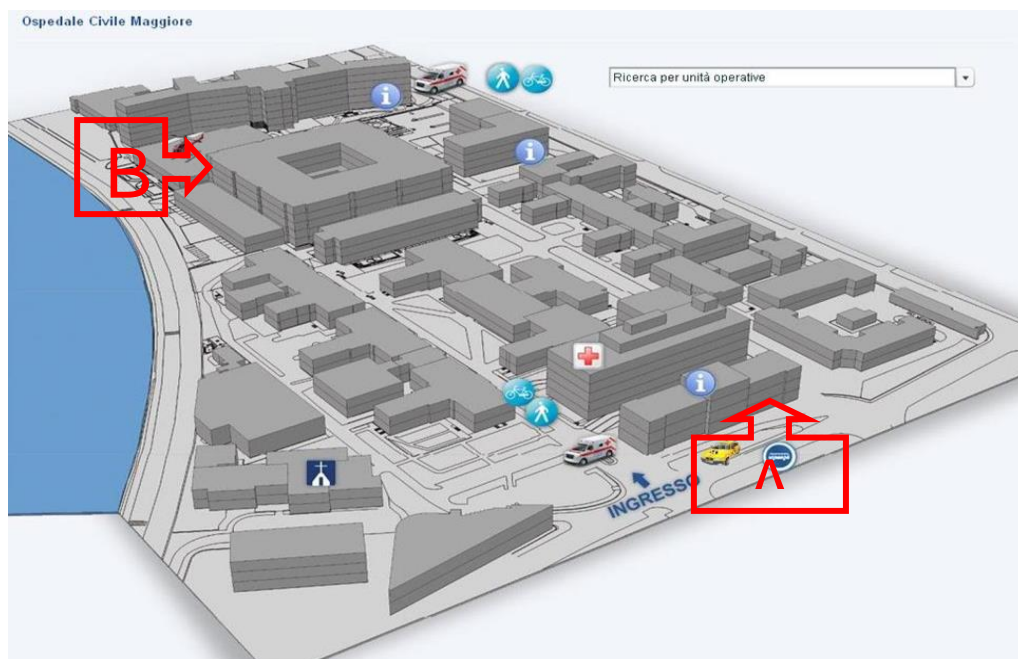 Ospedale Civile Maggiore
Ricerca per unità operative
B
INGRESSO
A